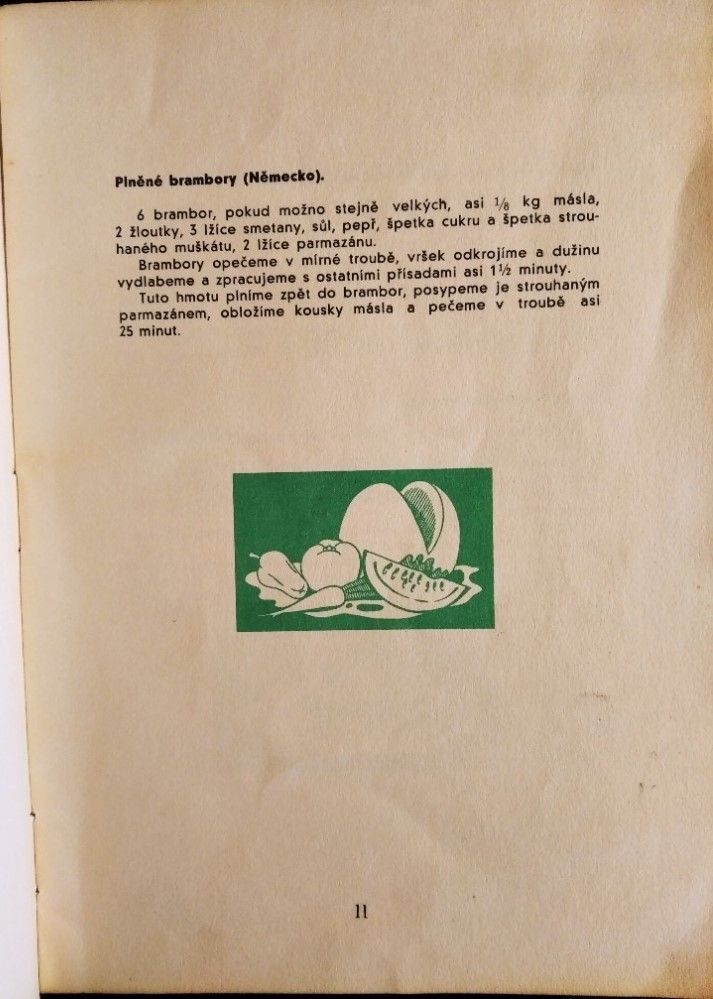 Plněné brambory (Německo).
6 brambor, pokud možno stejně velkých, asi ⅛ kg másla,
2 žloutky, 3 lžíce smetany, sůl, pepř, špetka cukru a špetka strou-
haného muškátu, 2 lžíce parmazánu.
Brambory opečeme v mírné troubě, vršek odkrojíme a dužinu
vydlabeme a zpracujeme s ostatními přísadami asi 1½ minuty.
Tuto hmotu plníme zpět do brambor, posypeme je strouhaným
parmazánem, obložíme kousky másla a pečeme v troubě asi
25 minut.
11